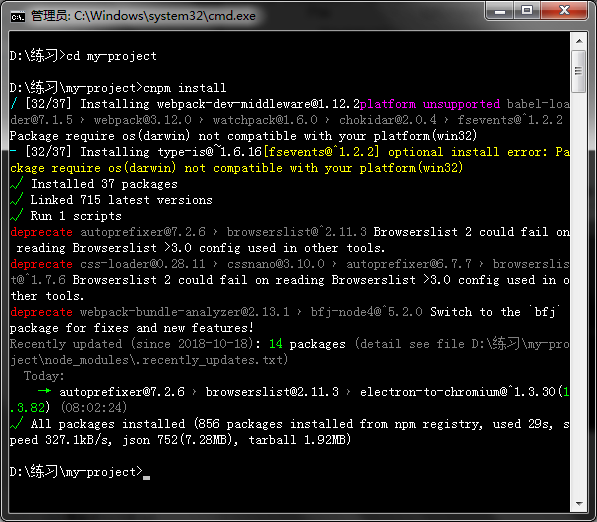 管理员: C:\Windows\system32\cmd.exe
D:\练习>cd my-project
D:\练习\my-project>cnpm install
/ [32/37] Installing webpack-dev-middleware@1.12.2platform unsupported babel-loa
der@7.1.5 › webpack@3.12.0 › watchpack@1.6.0 › chokidar@2.0.4 › fsevents@^1.2.2
Package require os(darwin) not compatible with your platform(win32)
- [32/37] Installing type-is@~1.6.16[fsevents@^1.2.2] optional install error: Pa
ckage require os(darwin) not compatible with your platform(win32)
√ Installed 37 packages
√ Linked 715 latest versions
√ Run 1 scripts
deprecate autoprefixer@7.2.6 › browserslist@^2.11.3 Browserslist 2 could fail on
reading Browserslist >3.0 config used in other tools.
deprecate css-loader@0.28.11 › cssnano@3.10.0 › autoprefixer@6.7.7 › browserslis
t@^1.7.6 Browserslist 2 could fail on reading Browserslist >3.0 config used in o
ther tools.
deprecate webpack-bundle-analyzer@2.13.1 › bfj-node4@^5.2.0 Switch to the `bfj`
package for fixes and new features!
Recently updated (since 2018-10-18): 14 packages (detail see file D:\练习\my-pro
ject\node_modules\.recently_updates.txt)
Today:
→ autoprefixer@7.2.6 › browserslist@2.11.3 › electron-to-chromium@^1.3.30(1
.3.82) (08:02:24)
√ All packages installed (856 packages installed from npm registry, used 29s, s
peed 327.1kB/s, json 752(7.28MB), tarball 1.92MB)
D:\练习\my-project>